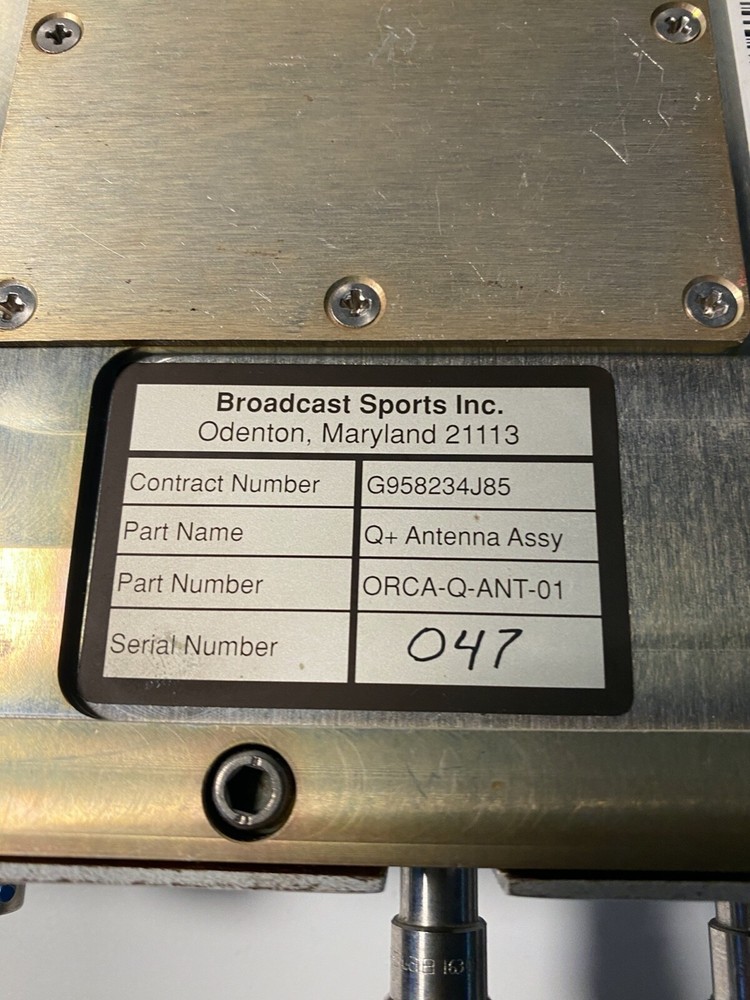 Broadcast Sports Inc.
Odenton, Maryland 21113
Contract Number G958234J85
Part Name Q+ Antenna Assy
Part Number ORCA-Q-ANT-01
Serial Number 047